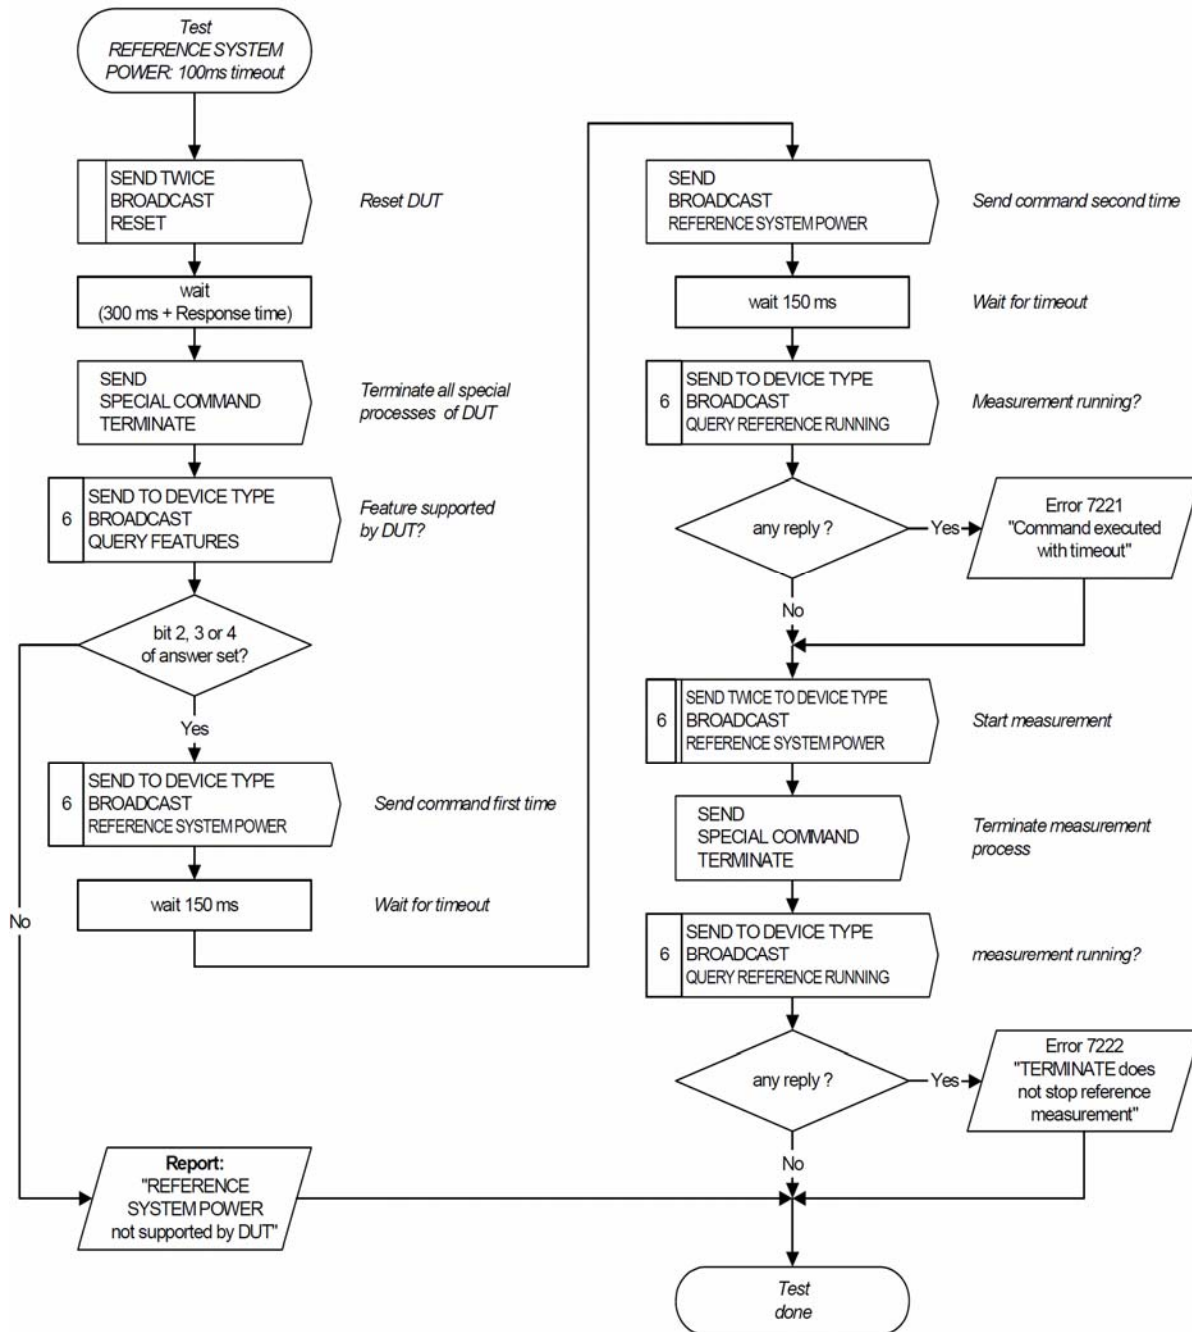 Test
REFERENCE SYSTEM
POWER: 100ms timeout
SEND TWICE
BROADCAST
RESET
Reset DUT
wait
(300 ms + Response time)
SEND
SPECIAL COMMAND
TERMINATE
Terminate all special
processes of DUT
6
SEND TO DEVICE TYPE
BROADCAST
QUERY FEATURES
Feature supported
by DUT?
bit 2, 3 or 4
of answer set?
Yes
No
6
SEND TO DEVICE TYPE
BROADCAST
REFERENCE SYSTEM POWER
Send command first time
wait 150 ms
Wait for timeout
Report:
"REFERENCE
SYSTEM POWER
not supported by DUT"
SEND
BROADCAST
REFERENCE SYSTEM POWER
Send command second time
wait 150 ms
Wait for timeout
6
SEND TO DEVICE TYPE
BROADCAST
QUERY REFERENCE RUNNING
Measurement running?
any reply ?
Yes
Error 7221
"Command executed
with timeout"
No
6
SEND TWICE TO DEVICE TYPE
BROADCAST
REFERENCE SYSTEM POWER
Start measurement
SEND
SPECIAL COMMAND
TERMINATE
Terminate measurement
process
6
SEND TO DEVICE TYPE
BROADCAST
QUERY REFERENCE RUNNING
measurement running?
any reply ?
Yes
Error 7222
"TERMINATE does
not stop reference
measurement"
No
Test
done